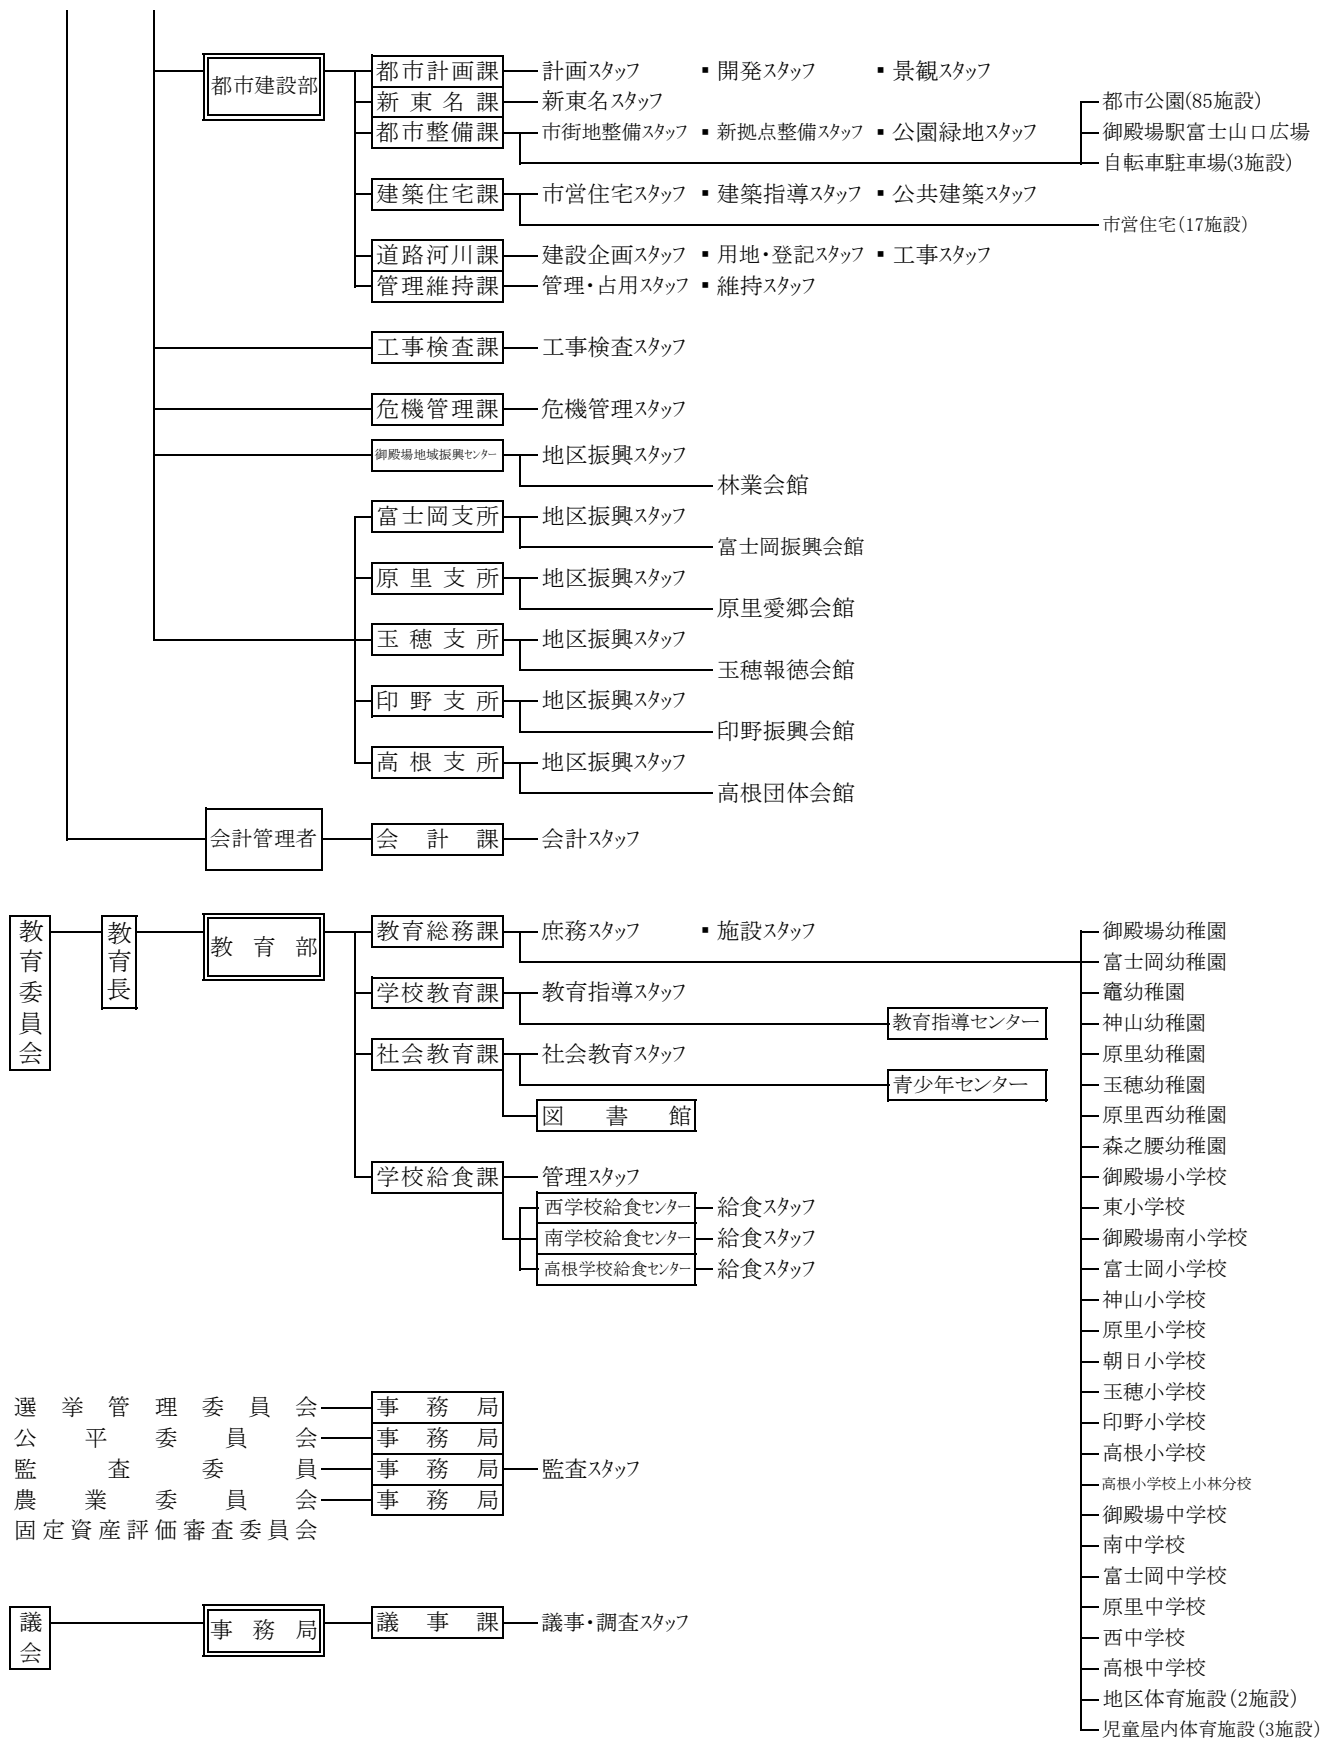 都市建設部 都市計画課 計画スタッフ ▪ 開発スタッフ ▪ 景観スタッフ
新東名課 新東名スタッフ 都市公園(85施設)
都市整備課 市街地整備スタッフ ▪ 新拠点整備スタッフ ▪ 公園緑地スタッフ 御殿場駅富士山口広場
自転車駐車場(3施設)
建築住宅課 市営住宅スタッフ ▪ 建築指導スタッフ ▪ 公共建築スタッフ
市営住宅(17施設)
道路河川課 建設企画スタッフ ▪ 用地・登記スタッフ ▪ 工事スタッフ
管理維持課 管理・占用スタッフ ▪ 維持スタッフ
工事検査課 工事検査スタッフ
危機管理課 危機管理スタッフ
御殿場地域振興センター 地区振興スタッフ
林業会館
富士岡支所 地区振興スタッフ
富士岡振興会館
原里支所 地区振興スタッフ
原里愛郷会館
玉穂支所 地区振興スタッフ
玉穂報徳会館
印野支所 地区振興スタッフ
印野振興会館
高根支所 地区振興スタッフ
高根団体会館
会計管理者 会計課 会計スタッフ
教育委員会 教育長 教育部 教育総務課 庶務スタッフ ▪ 施設スタッフ 御殿場幼稚園
富士岡幼稚園
学校教育課 教育指導スタッフ 竈幼稚園
教育指導センター 神山幼稚園
社会教育課 社会教育スタッフ 原里幼稚園
青少年センター 玉穂幼稚園
図書館 原里西幼稚園
森之腰幼稚園
学校給食課 管理スタッフ 御殿場小学校
西学校給食センター 給食スタッフ 東小学校
南学校給食センター 給食スタッフ 御殿場南小学校
高根学校給食センター 給食スタッフ 富士岡小学校
神山小学校
原里小学校
朝日小学校
玉穂小学校
選挙管理委員会 事務局 印野小学校
公平委員会 事務局 高根小学校
監査委員 事務局 監査スタッフ 高根小学校上小林分校
農業委員会 事務局 御殿場中学校
固定資産評価審査委員会 南中学校
富士岡中学校
原里中学校
議会 事務局 議事課 議事・調査スタッフ 西中学校
高根中学校
地区体育施設(2施設)
児童屋内体育施設(3施設)